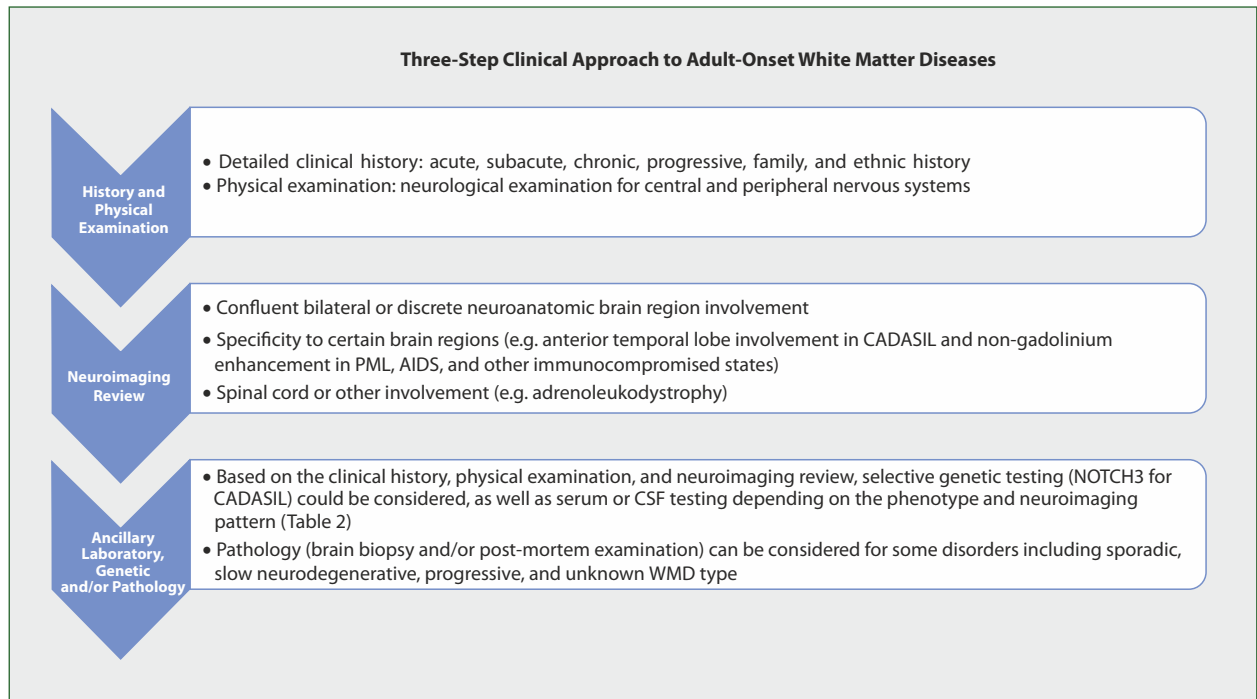 Three-Step Clinical Approach to Adult-Onset White Matter Diseases
History and
Physical
Examination
• Detailed clinical history: acute, subacute, chronic, progressive, family, and ethnic history
• Physical examination: neurological examination for central and peripheral nervous systems
Neuroimaging
Review
• Confluent bilateral or discrete neuroanatomic brain region involvement
• Specificity to certain brain regions (e.g. anterior temporal lobe involvement in CADASIL and non-gadolinium
enhancement in PML, AIDS, and other immunocompromised states)
• Spinal cord or other involvement (e.g. adrenoleukodystrophy)
Ancillary
Laboratory,
Genetic
and/or Pathology
• Based on the clinical history, physical examination, and neuroimaging review, selective genetic testing (NOTCH3 for
CADASIL) could be considered, as well as serum or CSF testing depending on the phenotype and neuroimaging
pattern (Table 2)
• Pathology (brain biopsy and/or post-mortem examination) can be considered for some disorders including sporadic,
slow neurodegenerative, progressive, and unknown WMD type